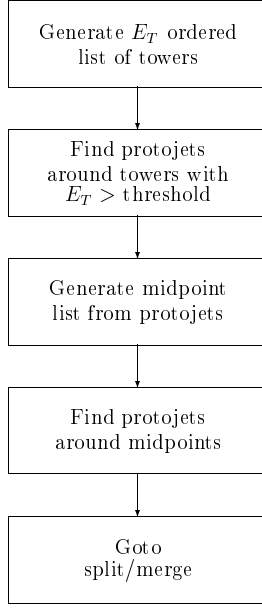 Generate E_T ordered
list of towers
Find protojets
around towers with
E_T > threshold
Generate midpoint
list from protojets
Find protojets
around midpoints
Goto
split/merge